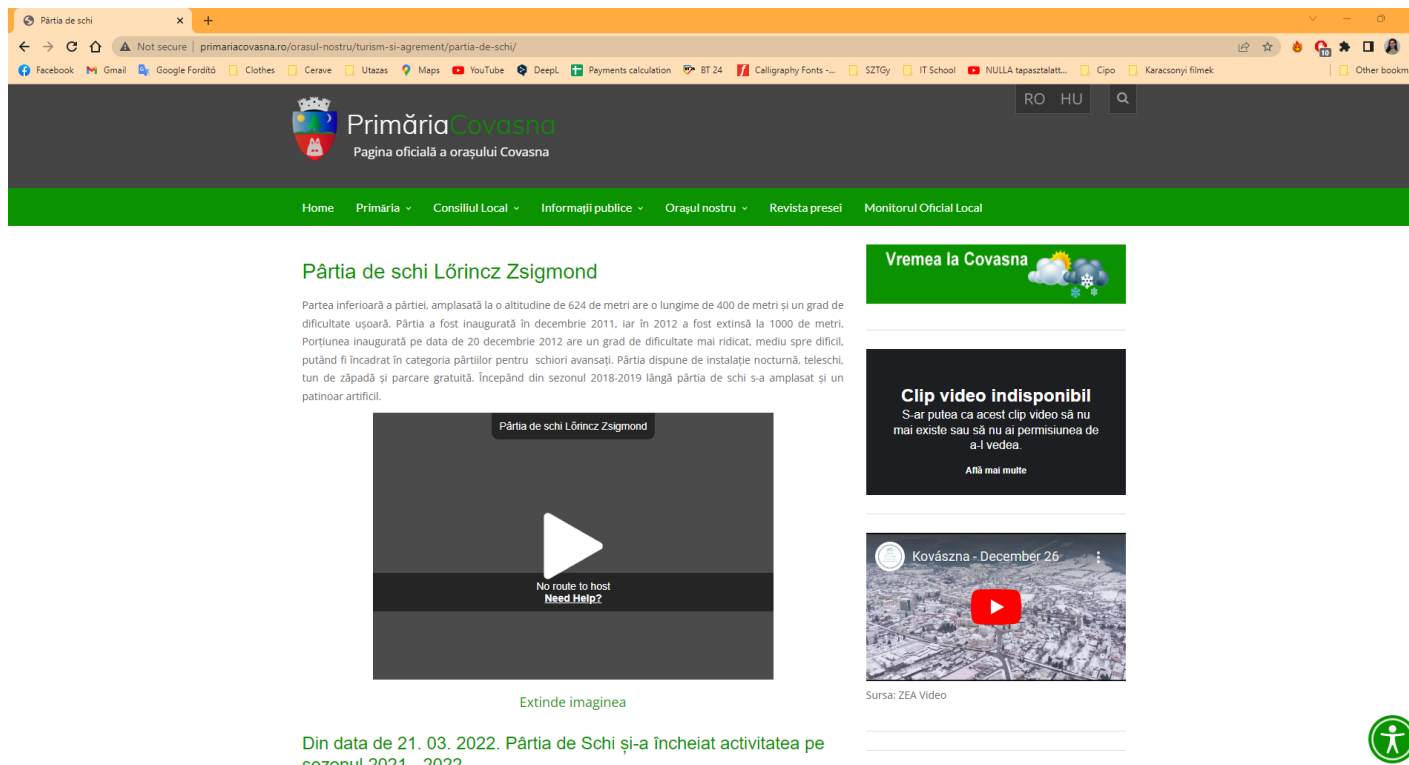 Pârtia de schi
Not secure | primariacovasna.ro/orasul-nostru/turism-si-agrement/partia-de-schi/
Facebook Gmail Google Fordító Clothes Cerave Utazas Maps YouTube DeepL Payments calculation BT 24 Calligraphy Fonts -... SZTGy IT School NULLA tapasztalatt... Cipo Karacsonyi filmek Other bookm
10
RO HU
PrimăriaCovasna
Pagina oficială a orașului Covasna
Home Primăria Consiliul Local Informații publice Orașul nostru Revista presei Monitorul Oficial Local
Pârtia de schi Lőrincz Zsigmond
Partea inferioară a pârtiei, amplasată la o altitudine de 624 de metri are o lungime de 400 de metri și un grad de
dificultate ușoară. Pârtia a fost inaugurată în decembrie 2011, iar în 2012 a fost extinsă la 1000 de metri.
Porțiunea inaugurată pe data de 20 decembrie 2012 are un grad de dificultate mai ridicat, mediu spre dificil,
putând fi încadrat în categoria pârtiilor pentru schiori avansați. Pârtia dispune de instalație nocturnă, teleschi,
tun de zăpadă și parcare gratuită. Începând din sezonul 2018-2019 lângă pârtia de schi s-a amplasat și un
patinoar artificil.
Pârtia de schi Lőrincz Zsigmond
No route to host
Need Help?
Extinde imaginea
Din data de 21. 03. 2022. Pârtia de Schi și-a încheiat activitatea pe
sezonul 2021 - 2022
Vremea la Covasna
Clip video indisponibil
S-ar putea ca acest clip video să nu
mai existe sau să nu ai permisiunea de
a-l vedea.
Află mai multe
Kovászna - December 26
Sursa: ZEA Video